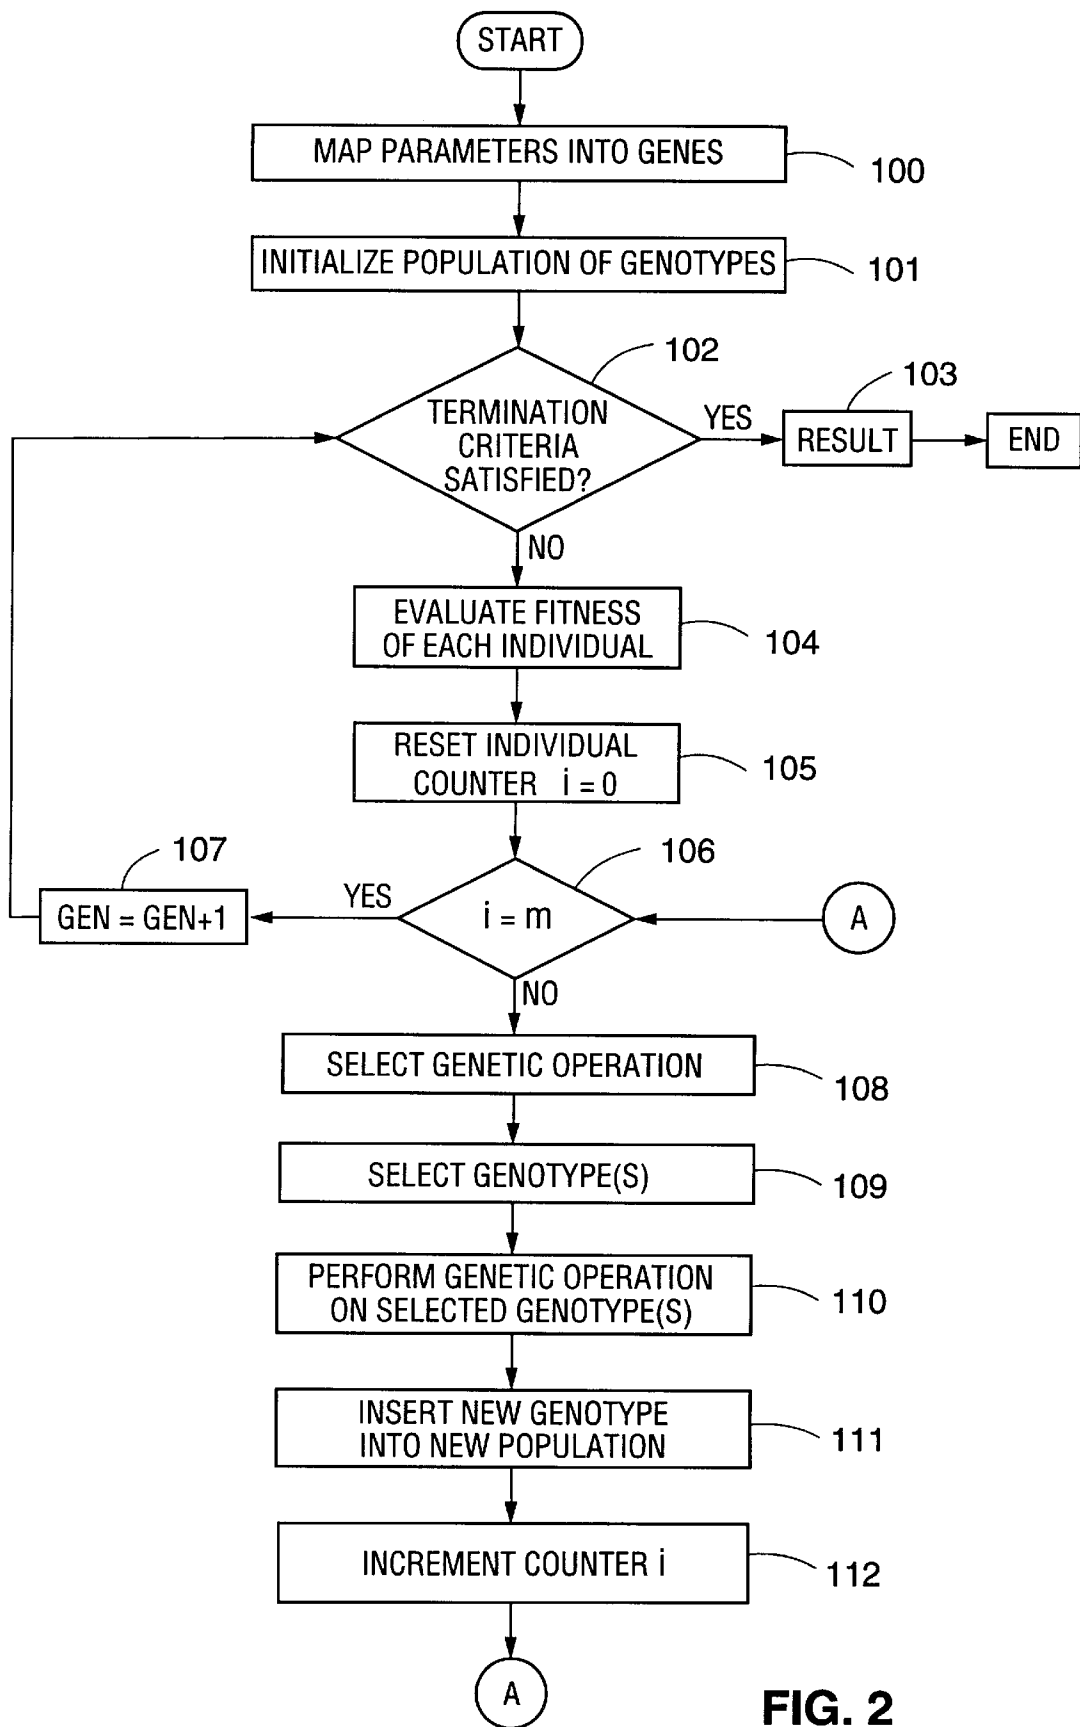 START
MAP PARAMETERS INTO GENES
100
INITIALIZE POPULATION OF GENOTYPES
101
102
TERMINATION
CRITERIA
SATISFIED?
YES
103
RESULT
END
NO
EVALUATE FITNESS
OF EACH INDIVIDUAL
104
RESET INDIVIDUAL
COUNTER i = 0
105
106
i = m
YES
107
GEN = GEN+1
A
NO
SELECT GENETIC OPERATION
108
SELECT GENOTYPE(S)
109
PERFORM GENETIC OPERATION
ON SELECTED GENOTYPE(S)
110
INSERT NEW GENOTYPE
INTO NEW POPULATION
111
INCREMENT COUNTER i
112
A
FIG. 2